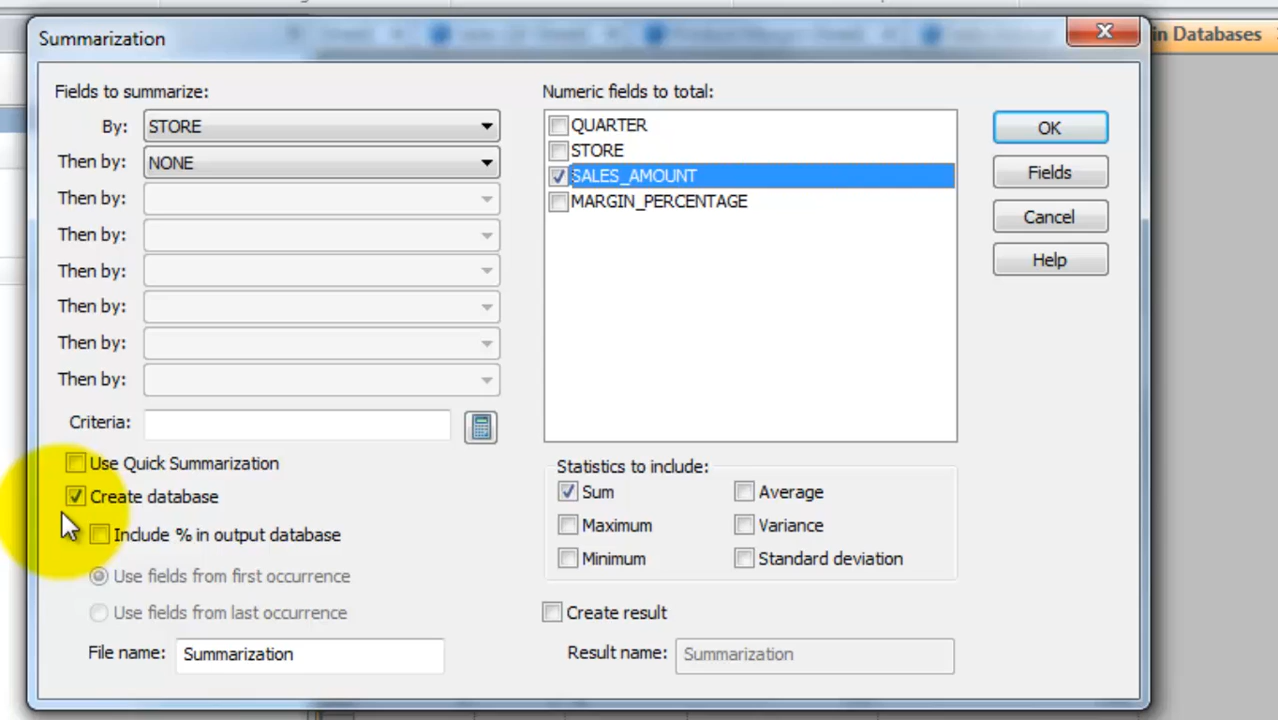 in Databases
Summarization
Fields to summarize:
By: STORE
Then by: NONE
Then by:
Then by:
Then by:
Then by:
Then by:
Then by:
Criteria:
Use Quick Summarization
Create database
Include % in output database
Use fields from first occurrence
Use fields from last occurrence
File name: Summarization
Numeric fields to total:
QUARTER
STORE
SALES_AMOUNT
MARGIN_PERCENTAGE
Statistics to include:
Sum
Average
Maximum
Variance
Minimum
Standard deviation
Create result
Result name: Summarization
OK
Fields
Cancel
Help